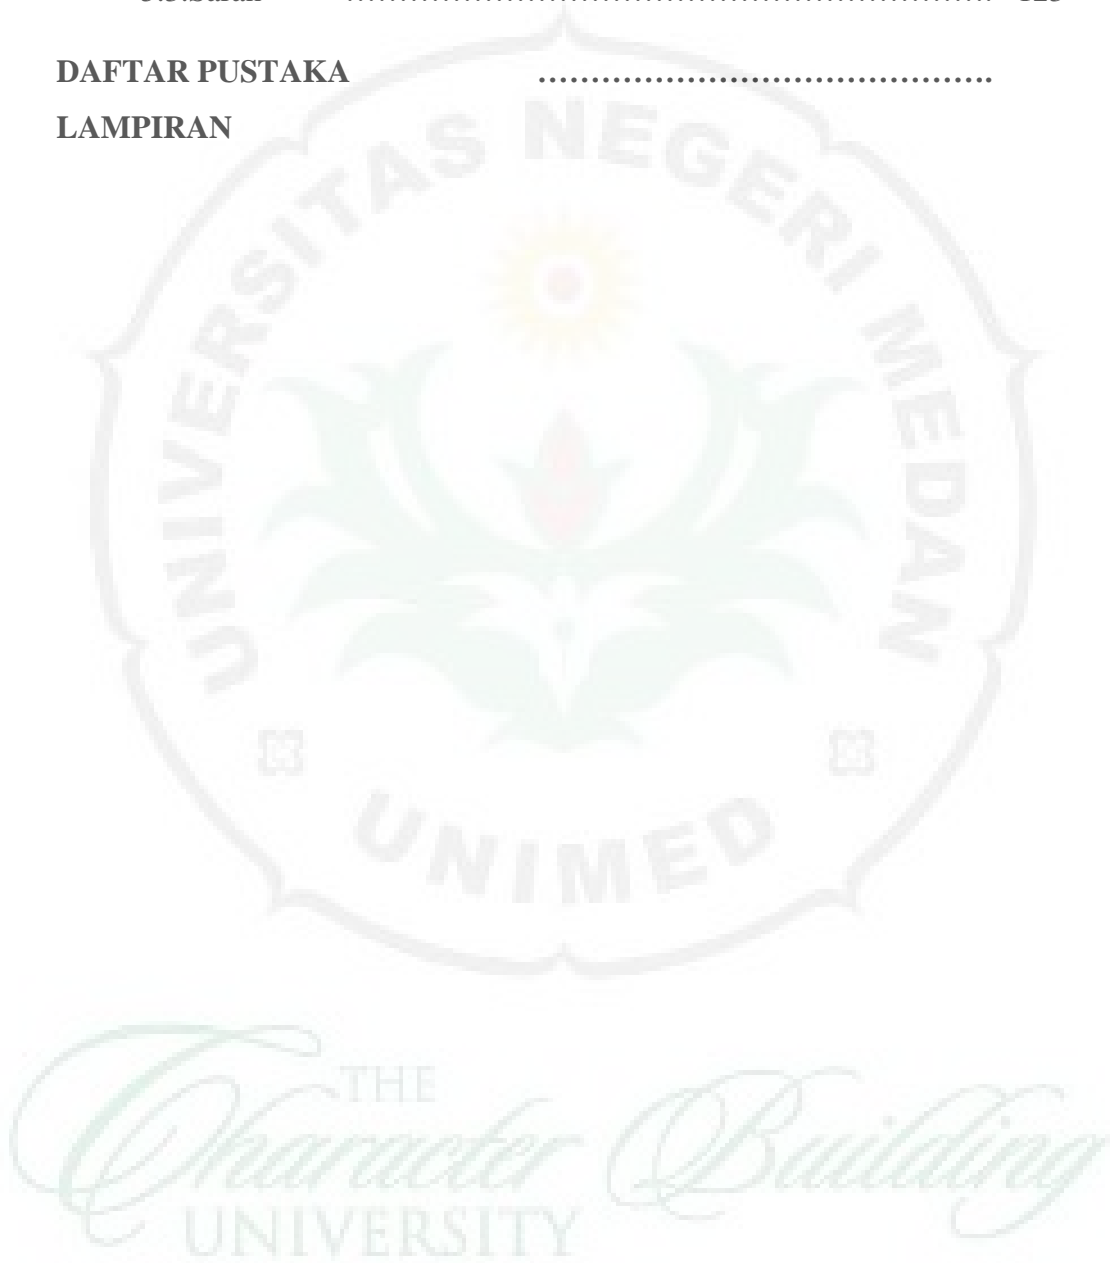 DAFTAR PUSTAKA ……………………………………
LAMPIRAN
UNIVERSITAS NEGERI MEDAN
UNIMED
THE
Character Building
UNIVERSITY